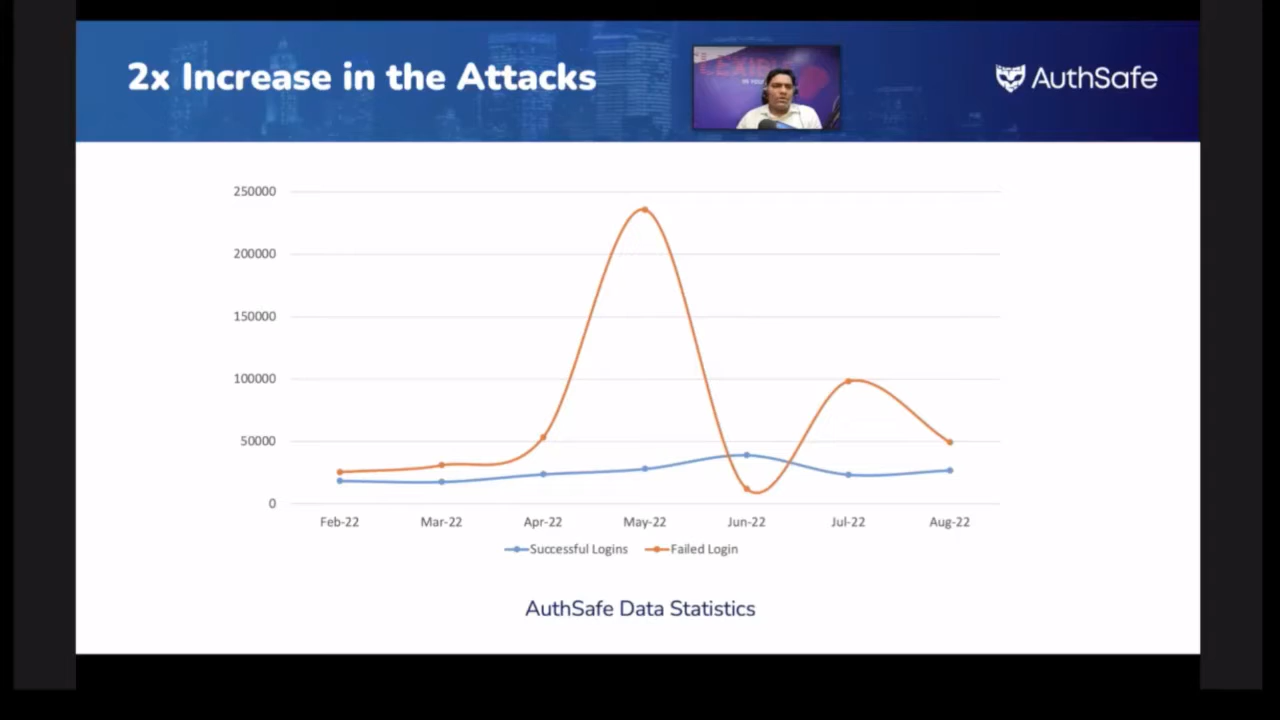 2x Increase in the Attacks
AuthSafe
250000
200000
150000
100000
50000
0
Feb-22 Mar-22 Apr-22 May-22 Jun-22 Jul-22 Aug-22
Successful Logins Failed Login
AuthSafe Data Statistics